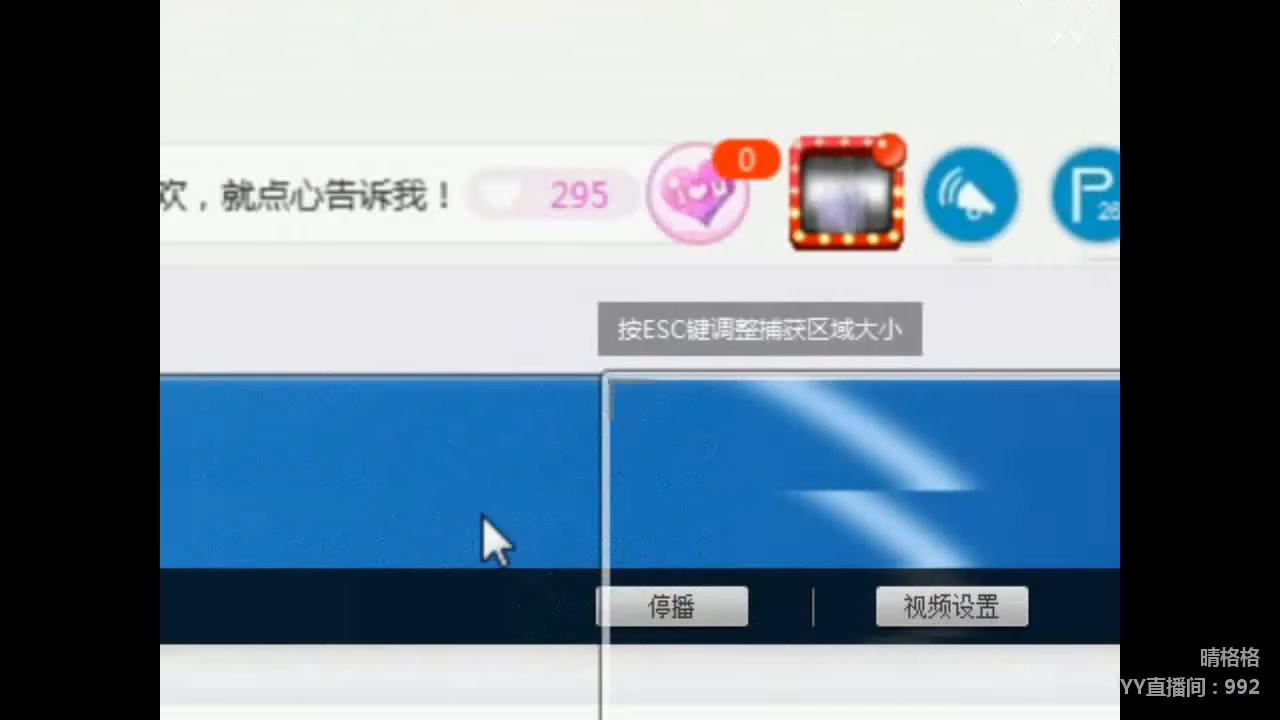 欢，就点心告诉我！ 295 I♥U 0 P 26
按ESC键调整捕获区域大小
停播 视频设置
晴格格
YY直播间：992